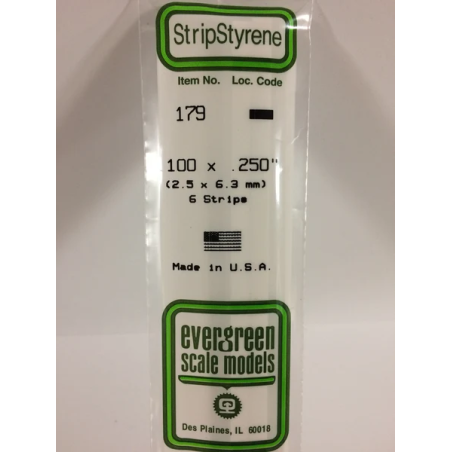 StripStyrene
Item No. Loc. Code
179
.100 x .250"
(2.5 x 6.3 mm)
6 Strips
Made in U.S.A.
evergreen
scale models
Des Plaines, IL 60018